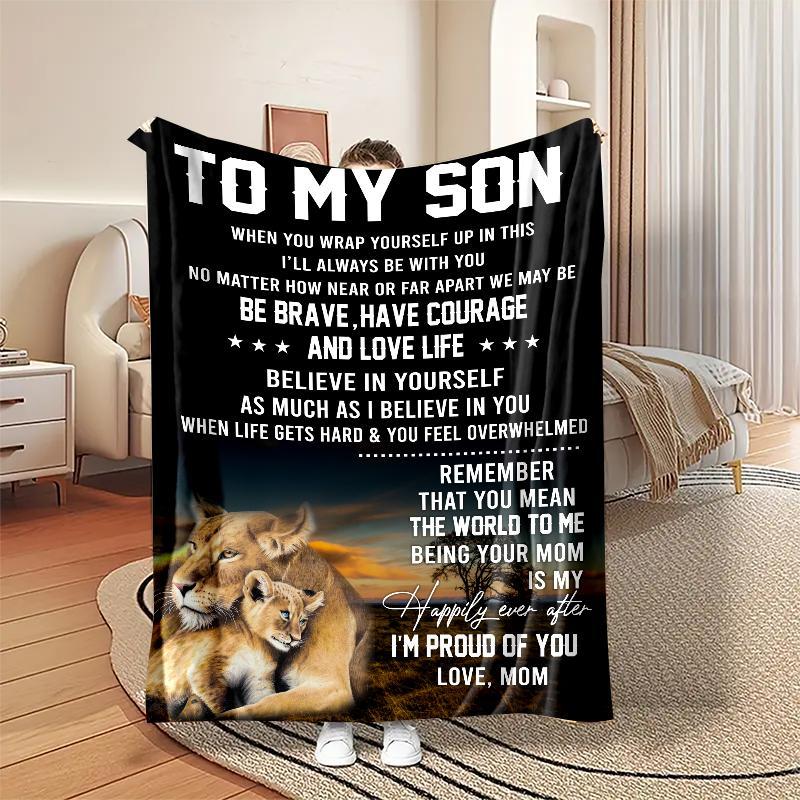 TO MY SON
WHEN YOU WRAP YOURSELF UP IN THIS
I'LL ALWAYS BE WITH YOU
NO MATTER HOW NEAR OR FAR APART WE MAY BE
BE BRAVE,HAVE COURAGE
AND LOVE LIFE
BELIEVE IN YOURSELF
AS MUCH AS I BELIEVE IN YOU
WHEN LIFE GETS HARD & YOU FEEL OVERWHELMED
REMEMBER
THAT YOU MEAN
THE WORLD TO ME
BEING YOUR MOM
IS MY
Happily ever after
I'M PROUD OF YOU
LOVE, MOM